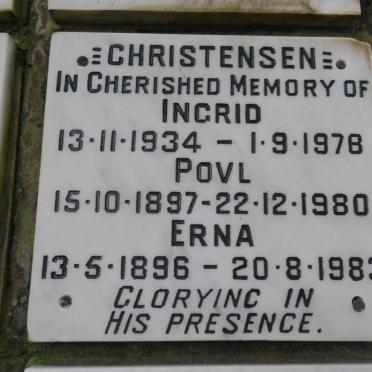 CHRISTENSEN
IN CHERISHED MEMORY OF
INGRID
13·11·1934 – 1·9·1978
POVL
15·10·1897-22·12·1980
ERNA
13·5·1896 – 20·8·1983
GLORYING IN
HIS PRESENCE.